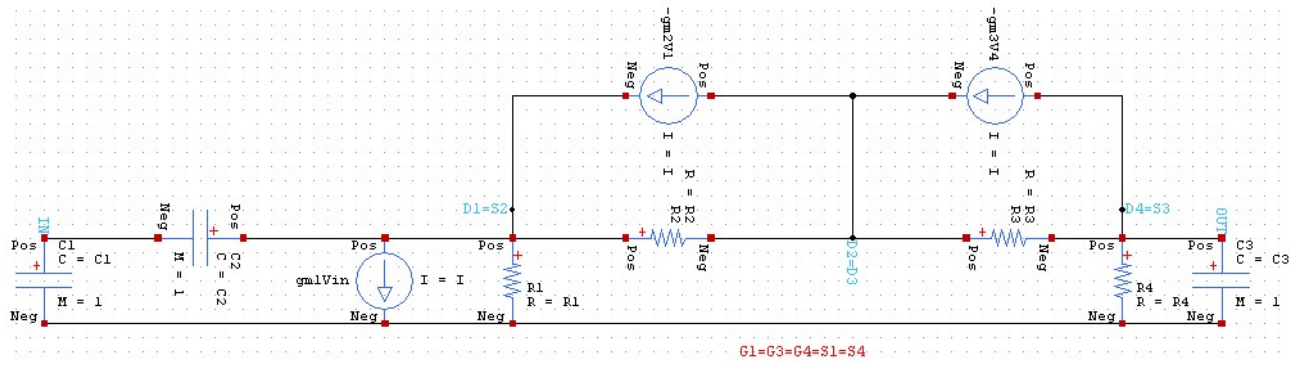 -gm2V1
-gm3V4
Neg
Pos
Neg
Pos
I = I
I = I
R = R2
R2
R = R3
R3
D1=S2
D4=S3
IN
Neg
Pos
OUT
Pos
C1
C = C1
M = 1
Neg
C2
C = C2
M = 1
Pos
gm1Vin
I = I
Neg
Pos
R1
R = R1
Neg
Pos
Neg
D2=D3
Pos
Neg
Pos
R4
R = R4
Neg
Pos
C3
C = C3
M = 1
Neg
G1=G3=G4=S1=S4